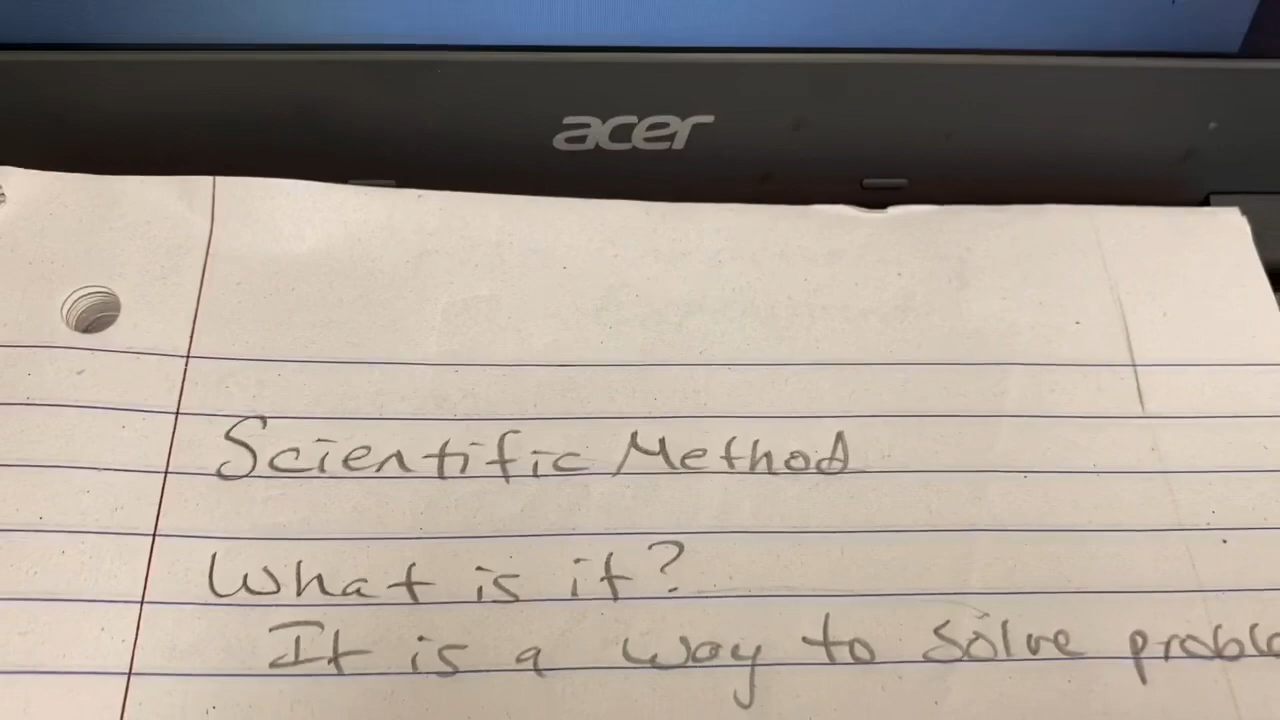 acer
Scientific Method
What is it?
It is a way to solve